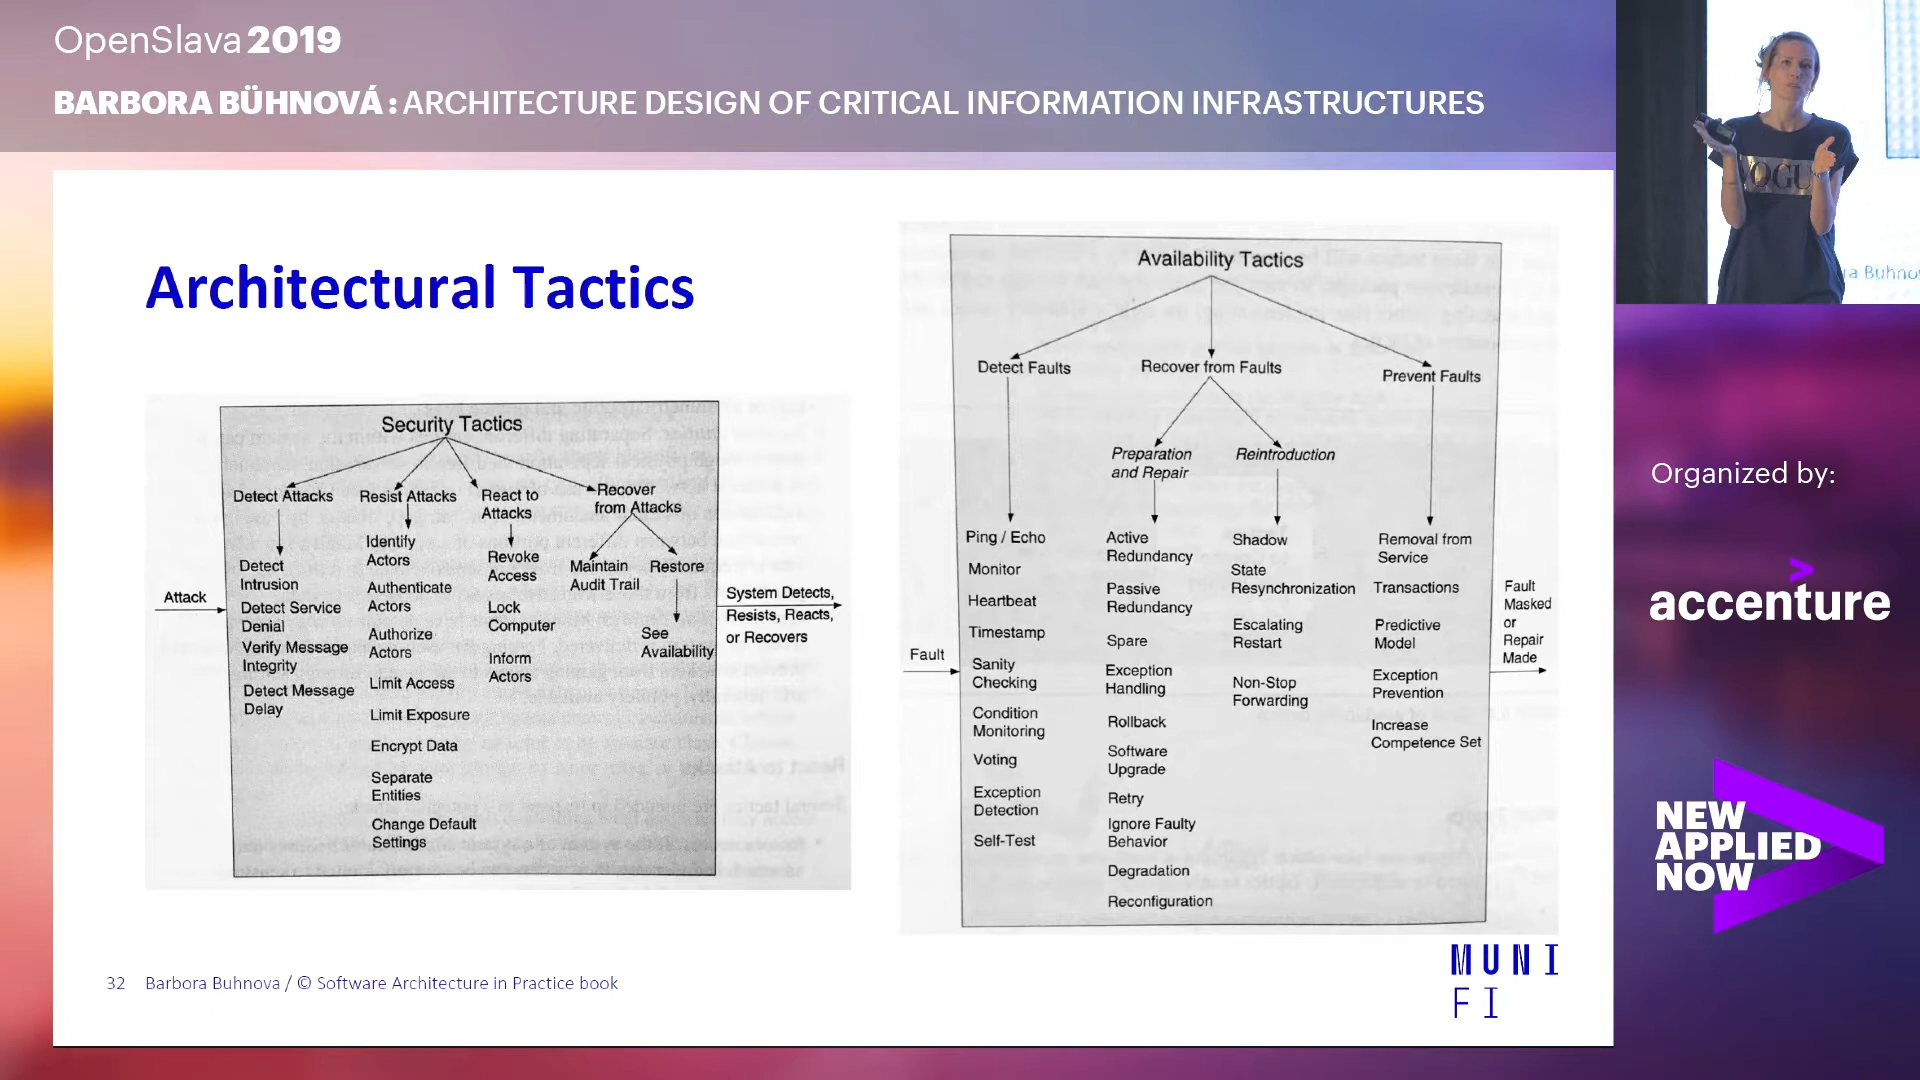 OpenSlava 2019
BARBORA BÜHNOVÁ : ARCHITECTURE DESIGN OF CRITICAL INFORMATION INFRASTRUCTURES
Architectural Tactics
Security Tactics
Detect Attacks
Resist Attacks
React to
Attacks
Recover
from Attacks
Attack
Detect
Intrusion
Detect Service
Denial
Verify Message
Integrity
Detect Message
Delay
Identify
Actors
Authenticate
Actors
Authorize
Actors
Limit Access
Limit Exposure
Encrypt Data
Separate
Entities
Change Default
Settings
Revoke
Access
Lock
Computer
Inform
Actors
Maintain
Audit Trail
Restore
See
Availability
System Detects,
Resists, Reacts,
or Recovers
Availability Tactics
Detect Faults
Recover from Faults
Prevent Faults
Preparation
and Repair
Reintroduction
Fault
Ping / Echo
Monitor
Heartbeat
Timestamp
Sanity
Checking
Condition
Monitoring
Voting
Exception
Detection
Self-Test
Active
Redundancy
Passive
Redundancy
Spare
Exception
Handling
Rollback
Software
Upgrade
Retry
Ignore Faulty
Behavior
Degradation
Reconfiguration
Shadow
State
Resynchronization
Escalating
Restart
Non-Stop
Forwarding
Removal from
Service
Transactions
Predictive
Model
Exception
Prevention
Increase
Competence Set
Fault
Masked
or
Repair
Made
32 Barbora Buhnova / © Software Architecture in Practice book
MUNI
FI
VOGU
Organized by:
accenture
NEW
APPLIED
NOW